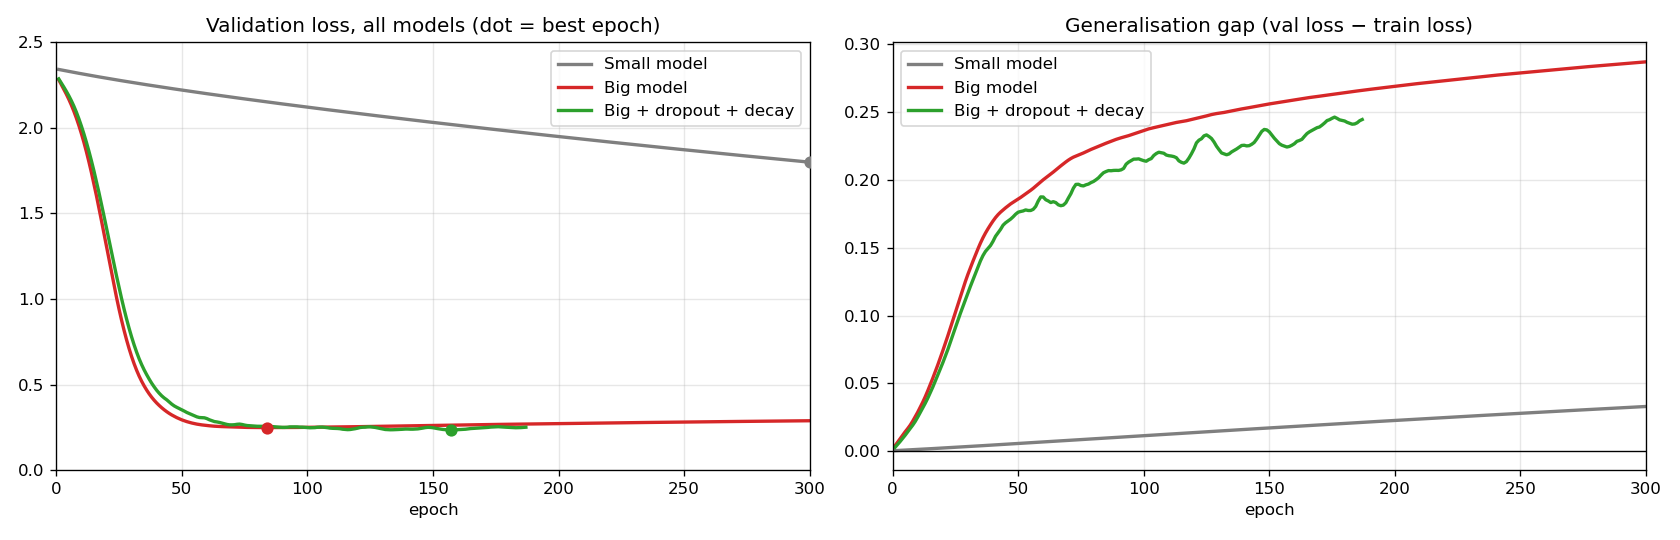 Validation loss, all models (dot = best epoch)
2.5
2.0
1.5
1.0
0.5
0.0
0 50 100 150 200 250 300
epoch
Small model
Big model
Big + dropout + decay
Generalisation gap (val loss − train loss)
0.30
0.25
0.20
0.15
0.10
0.05
0.00
0 50 100 150 200 250 300
epoch
Small model
Big model
Big + dropout + decay